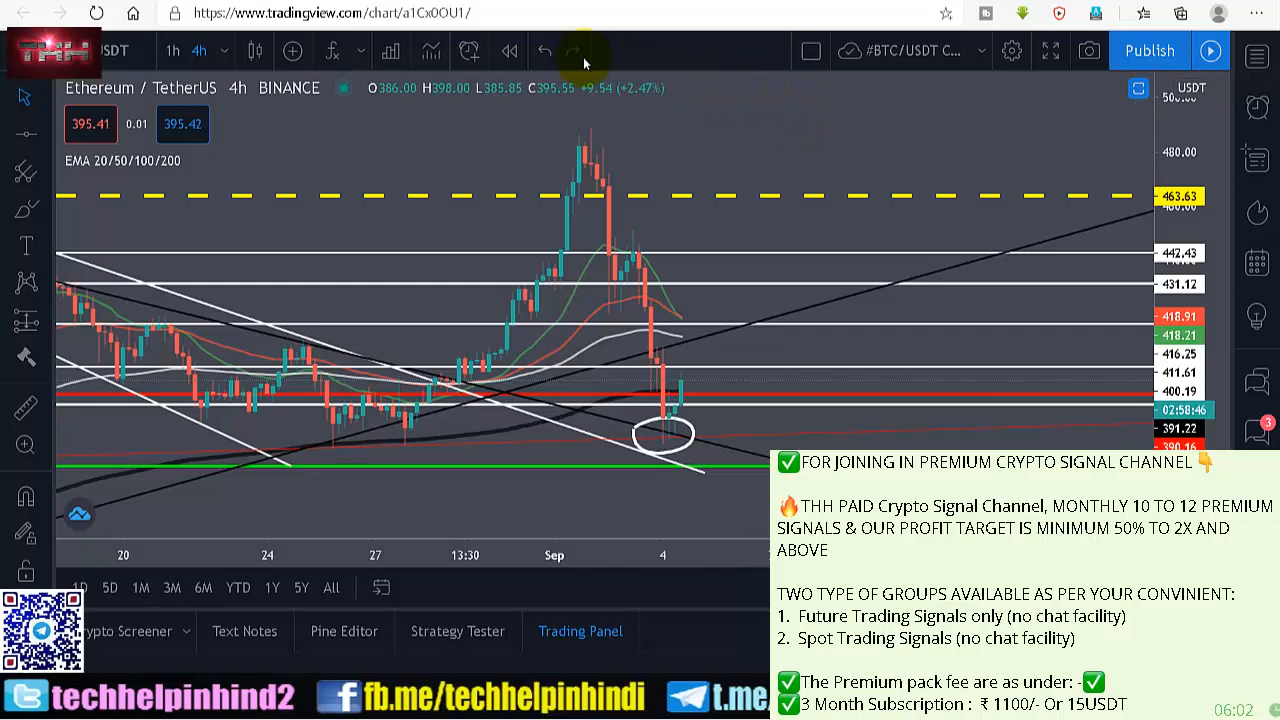 https://www.tradingview.com/chart/a1Cx0OU1/
THH
USDT
1h 4h
#BTC/USDT C...
Publish
Ethereum / TetherUS 4h BINANCE
O386.00 H398.00 L385.85 C395.55 +9.54 (+2.47%)
USDT
395.41 0.01 395.42
EMA 20/50/100/200
480.00
463.63
442.43
431.12
418.91
418.21
416.25
411.61
400.19
02:58:46
391.22
390.16
3
20 24 27 13:30 Sep 4
1D 5D 1M 3M 6M YTD 1Y 5Y All
Crypto Screener Text Notes Pine Editor Strategy Tester Trading Panel
✅FOR JOINING IN PREMIUM CRYPTO SIGNAL CHANNEL👇
🔥THH PAID Crypto Signal Channel, MONTHLY 10 TO 12 PREMIUM
SIGNALS & OUR PROFIT TARGET IS MINIMUM 50% TO 2X AND
ABOVE
TWO TYPE OF GROUPS AVAILABLE AS PER YOUR CONVINIENT:
1. Future Trading Signals only (no chat facility)
2. Spot Trading Signals (no chat facility)
✅The Premium pack fee are as under: -✅
✅3 Month Subscription : ₹ 1100/- Or 15USDT
06:02
techhelpinhind2 fb.me/techhelpinhindi t.me